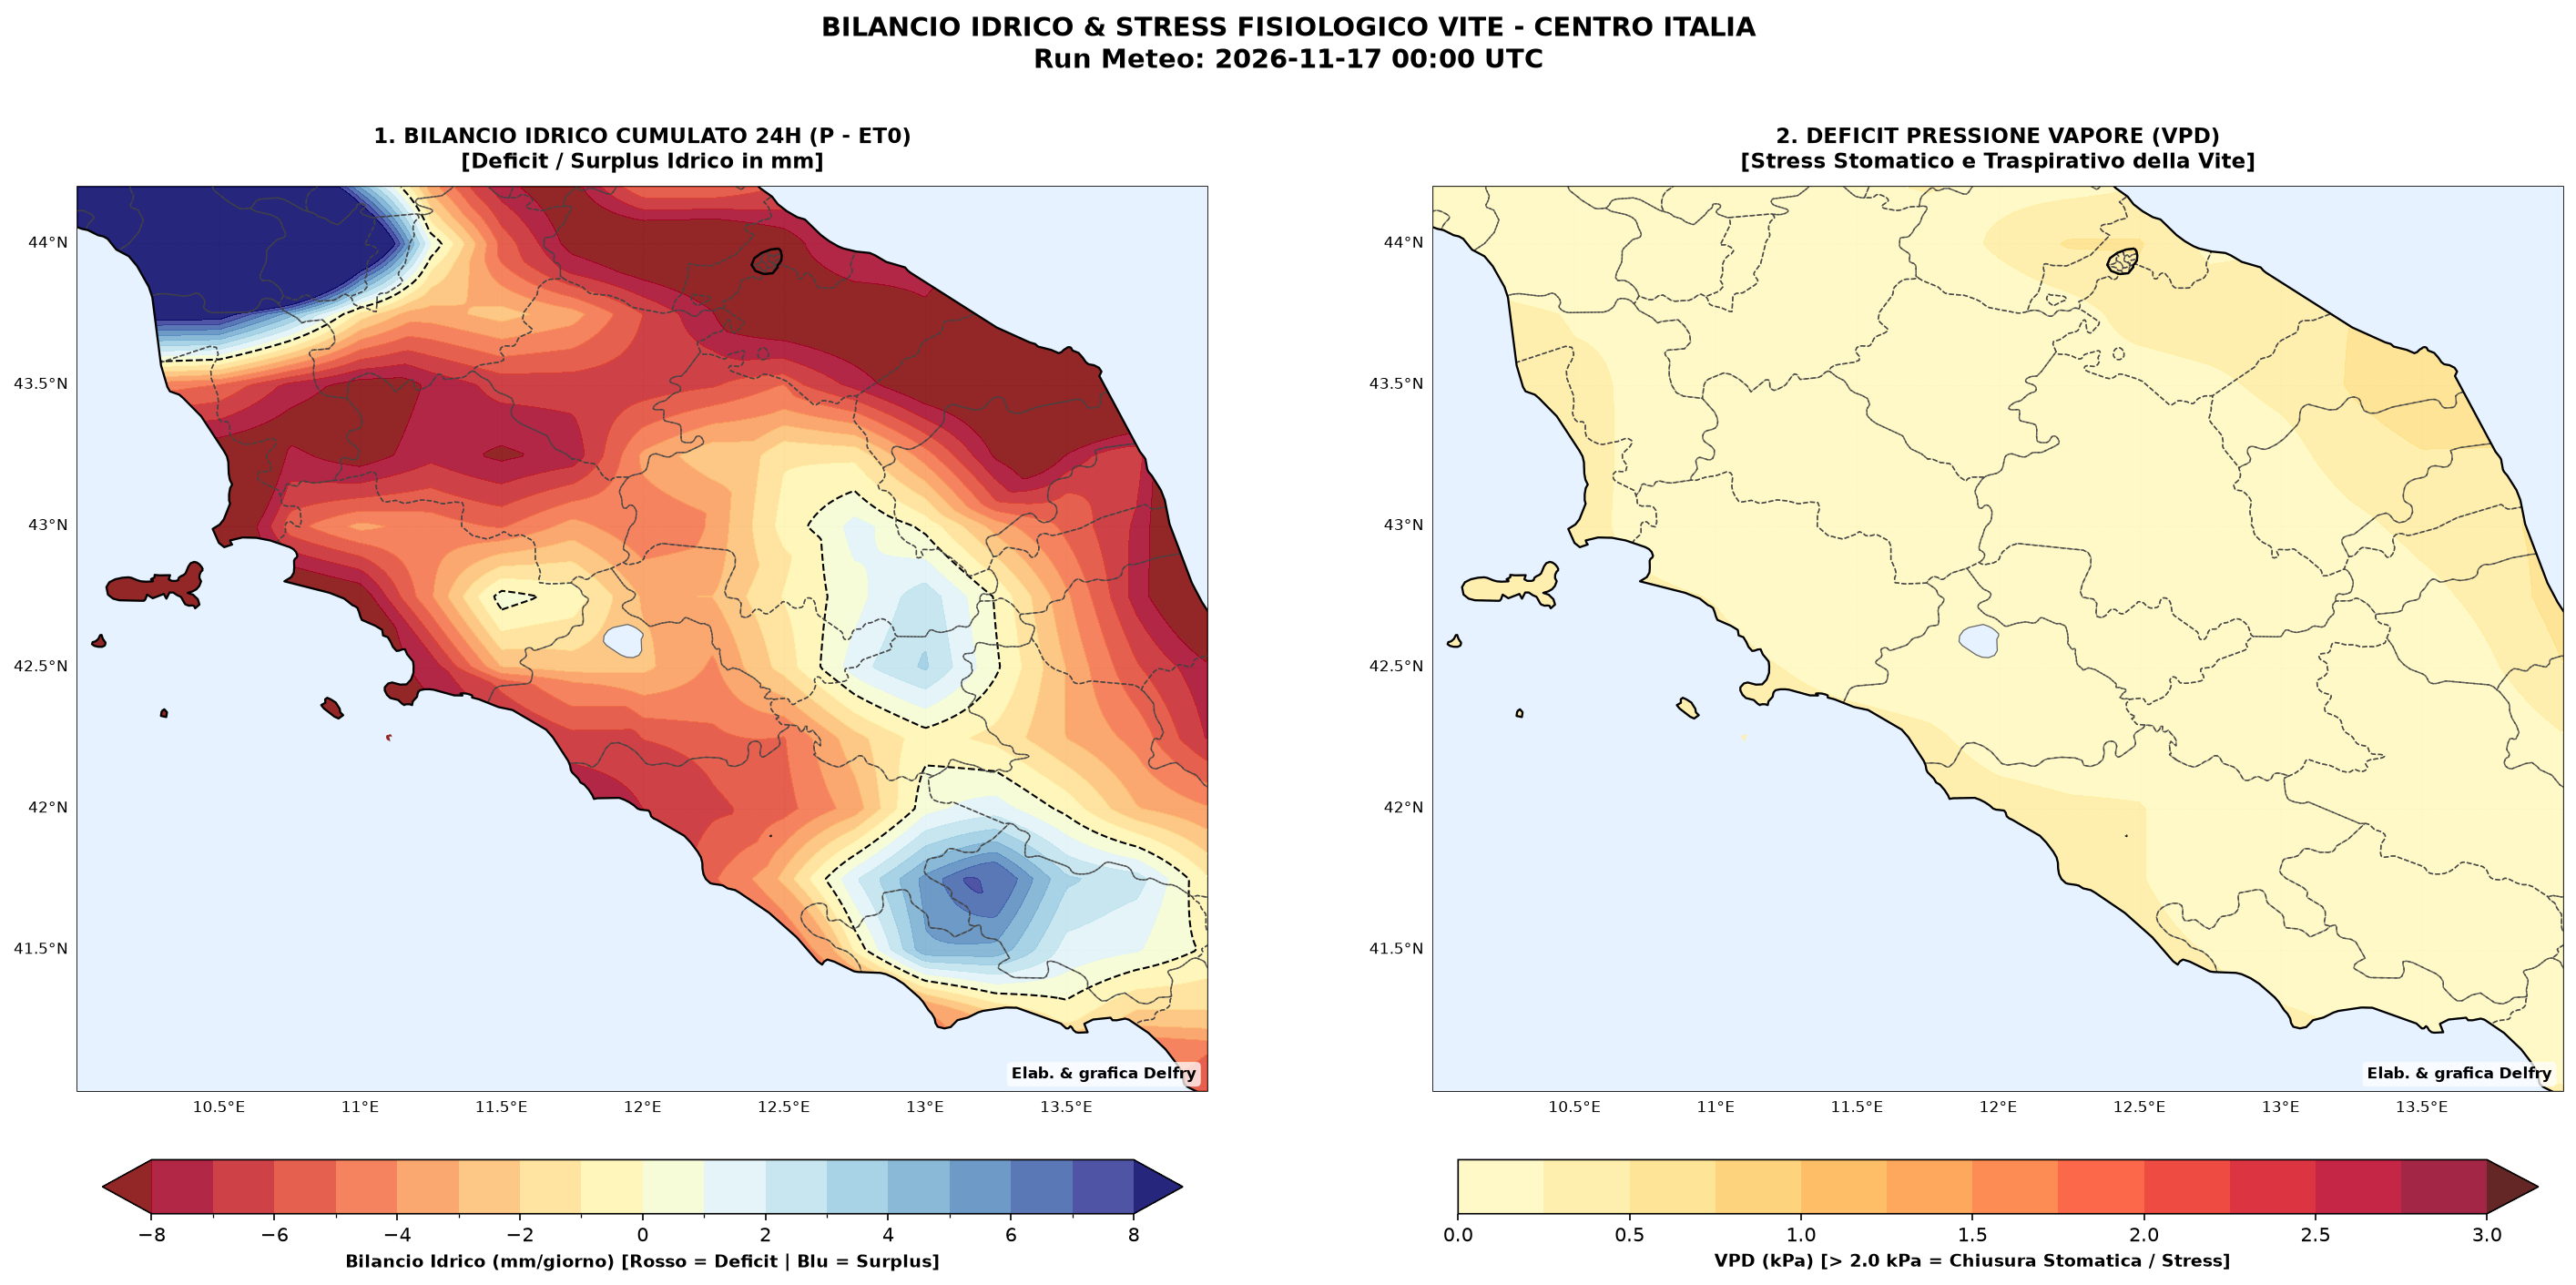 BILANCIO IDRICO & STRESS FISIOLOGICO VITE - CENTRO ITALIA
Run Meteo: 2026-11-17 00:00 UTC
1. BILANCIO IDRICO CUMULATO 24H (P - ET0)
[Deficit / Surplus Idrico in mm]
44°N
43.5°N
43°N
42.5°N
42°N
41.5°N
Elab. & grafica Delfry
10.5°E 11°E 11.5°E 12°E 12.5°E 13°E 13.5°E
−8 −6 −4 −2 0 2 4 6 8
Bilancio Idrico (mm/giorno) [Rosso = Deficit | Blu = Surplus]
2. DEFICIT PRESSIONE VAPORE (VPD)
[Stress Stomatico e Traspirativo della Vite]
44°N
43.5°N
43°N
42.5°N
42°N
41.5°N
Elab. & grafica Delfry
10.5°E 11°E 11.5°E 12°E 12.5°E 13°E 13.5°E
0.0 0.5 1.0 1.5 2.0 2.5 3.0
VPD (kPa) [> 2.0 kPa = Chiusura Stomatica / Stress]